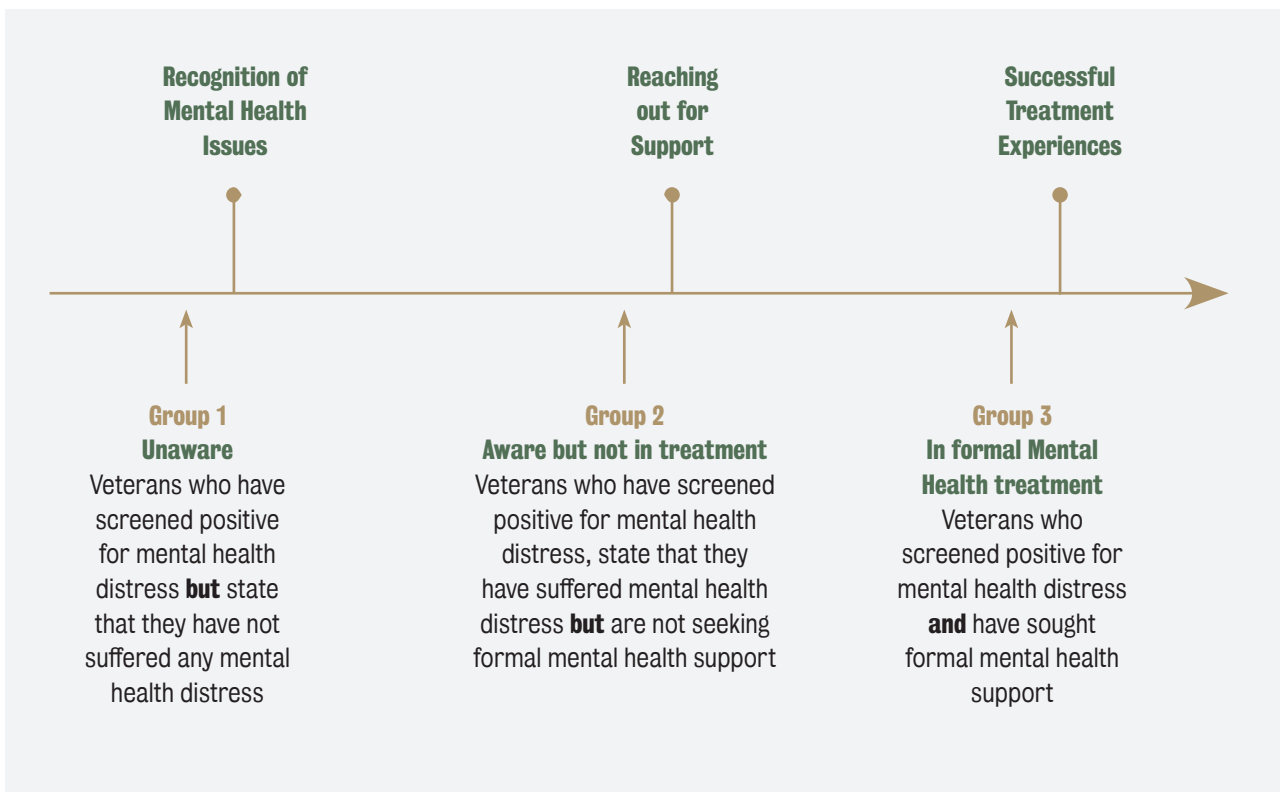 Recognition of
Mental Health
Issues
Reaching
out for
Support
Successful
Treatment
Experiences
Group 1
Unaware
Veterans who have
screened positive
for mental health
distress but state
that they have not
suffered any mental
health distress
Group 2
Aware but not in treatment
Veterans who have screened
positive for mental health
distress, state that they
have suffered mental health
distress but are not seeking
formal mental health support
Group 3
In formal Mental
Health treatment
Veterans who
screened positive for
mental health distress
and have sought
formal mental health
support